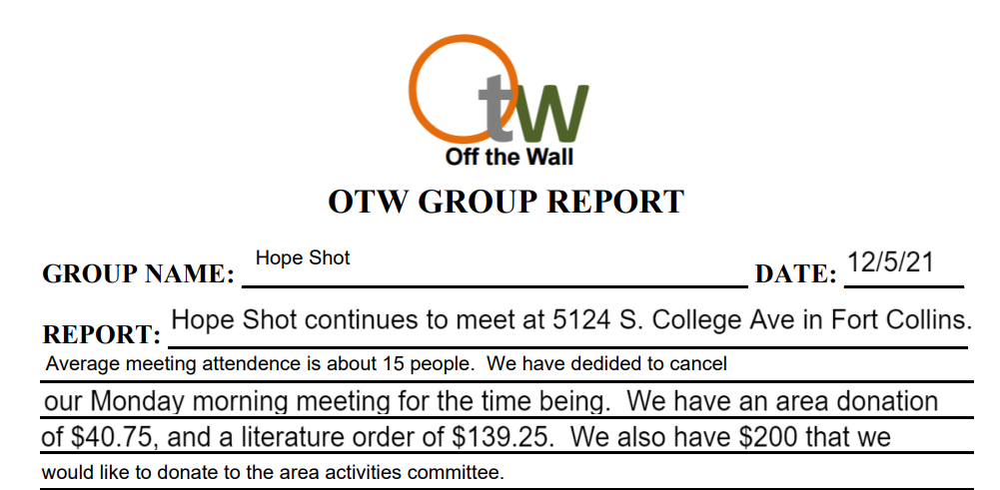 Otw
Off the Wall
OTW GROUP REPORT
GROUP NAME: Hope Shot DATE: 12/5/21
REPORT: Hope Shot continues to meet at 5124 S. College Ave in Fort Collins.
Average meeting attendence is about 15 people. We have dedided to cancel
our Monday morning meeting for the time being. We have an area donation
of $40.75, and a literature order of $139.25. We also have $200 that we
would like to donate to the area activities committee.